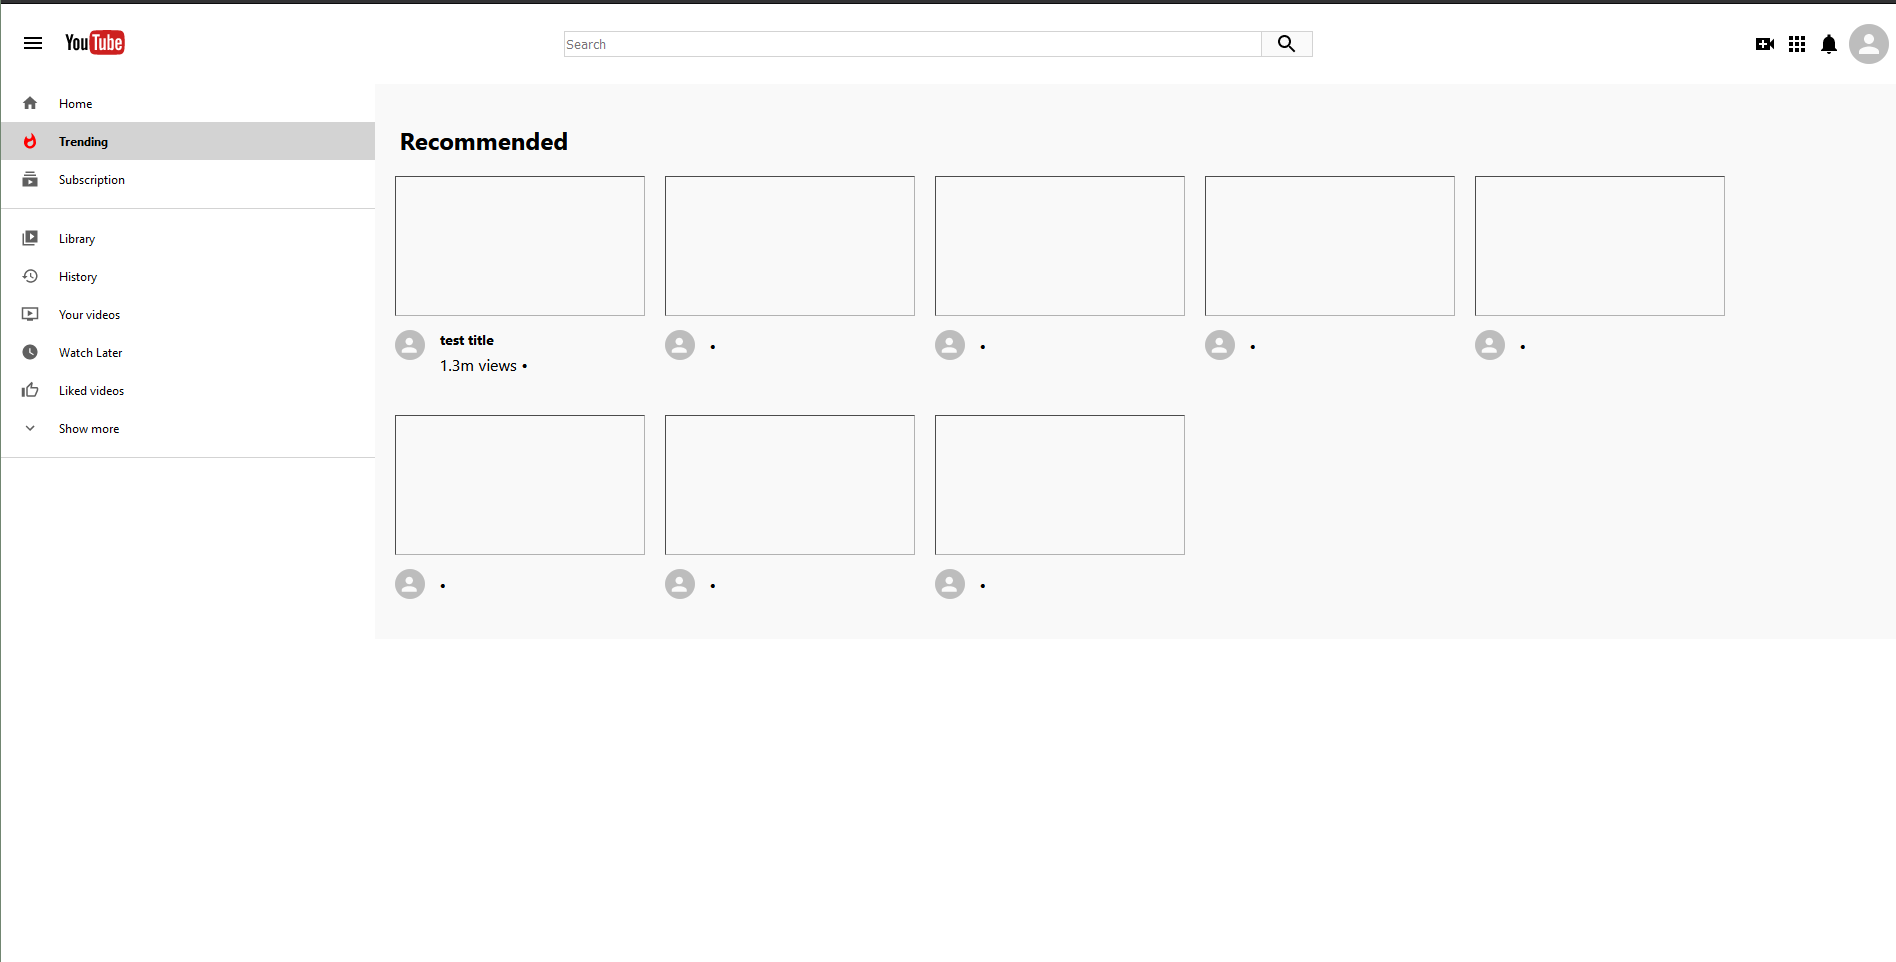 YouTube
Search
Home
Trending
Subscription
Library
History
Your videos
Watch Later
Liked videos
Show more
Recommended
test title
1.3m views •
•
•
•
•
•
•
•